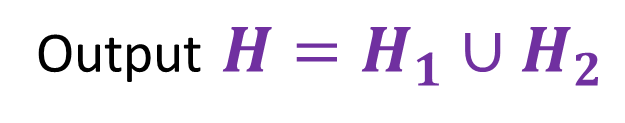 Output H = H₁ ∪ H₂